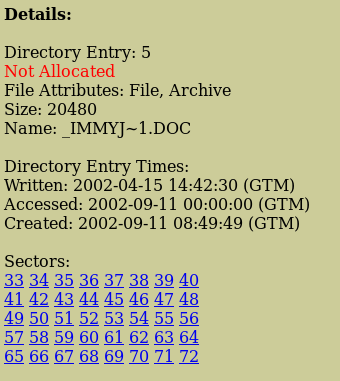 Details:
Directory Entry: 5
Not Allocated
File Attributes: File, Archive
Size: 20480
Name: _IMMYJ~1.DOC
Directory Entry Times:
Written: 2002-04-15 14:42:30 (GTM)
Accessed: 2002-09-11 00:00:00 (GTM)
Created: 2002-09-11 08:49:49 (GTM)
Sectors:
33 34 35 36 37 38 39 40
41 42 43 44 45 46 47 48
49 50 51 52 53 54 55 56
57 58 59 60 61 62 63 64
65 66 67 68 69 70 71 72